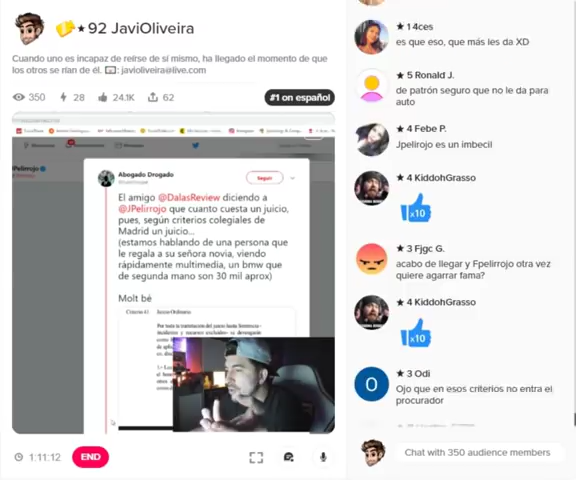 92 JaviOliveira
Cuando uno es incapaz de reírse de sí mismo, ha llegado el momento de que
los otros se rían de él. : javioliveira@live.com
350 28 24.1K 62 #1 on español
JPelirrojo
Abogado Drogado
Seguir
El amigo @DalasReview diciendo a
@JPelirrojo que cuanto cuesta un juicio,
pues, según criterios colegiales de
Madrid un juicio...
(estamos hablando de una persona que
le regala a su señora novia, viendo
rápidamente multimedia, un bmw que
de segunda mano son 30 mil aprox)
Molt bé
1:11:12 END
1 4ces
es que eso, que más les da XD
5 Ronald J.
de patrón seguro que no le da para
auto
4 Febe P.
Jpelirojo es un imbecil
4 KiddohGrasso
x10
3 Fjgc G.
acabo de llegar y Fpelirrojo otra vez
quiere agarrar fama?
4 KiddohGrasso
x10
O
3 Odi
Ojo que en esos criterios no entra el
procurador
Chat with 350 audience members